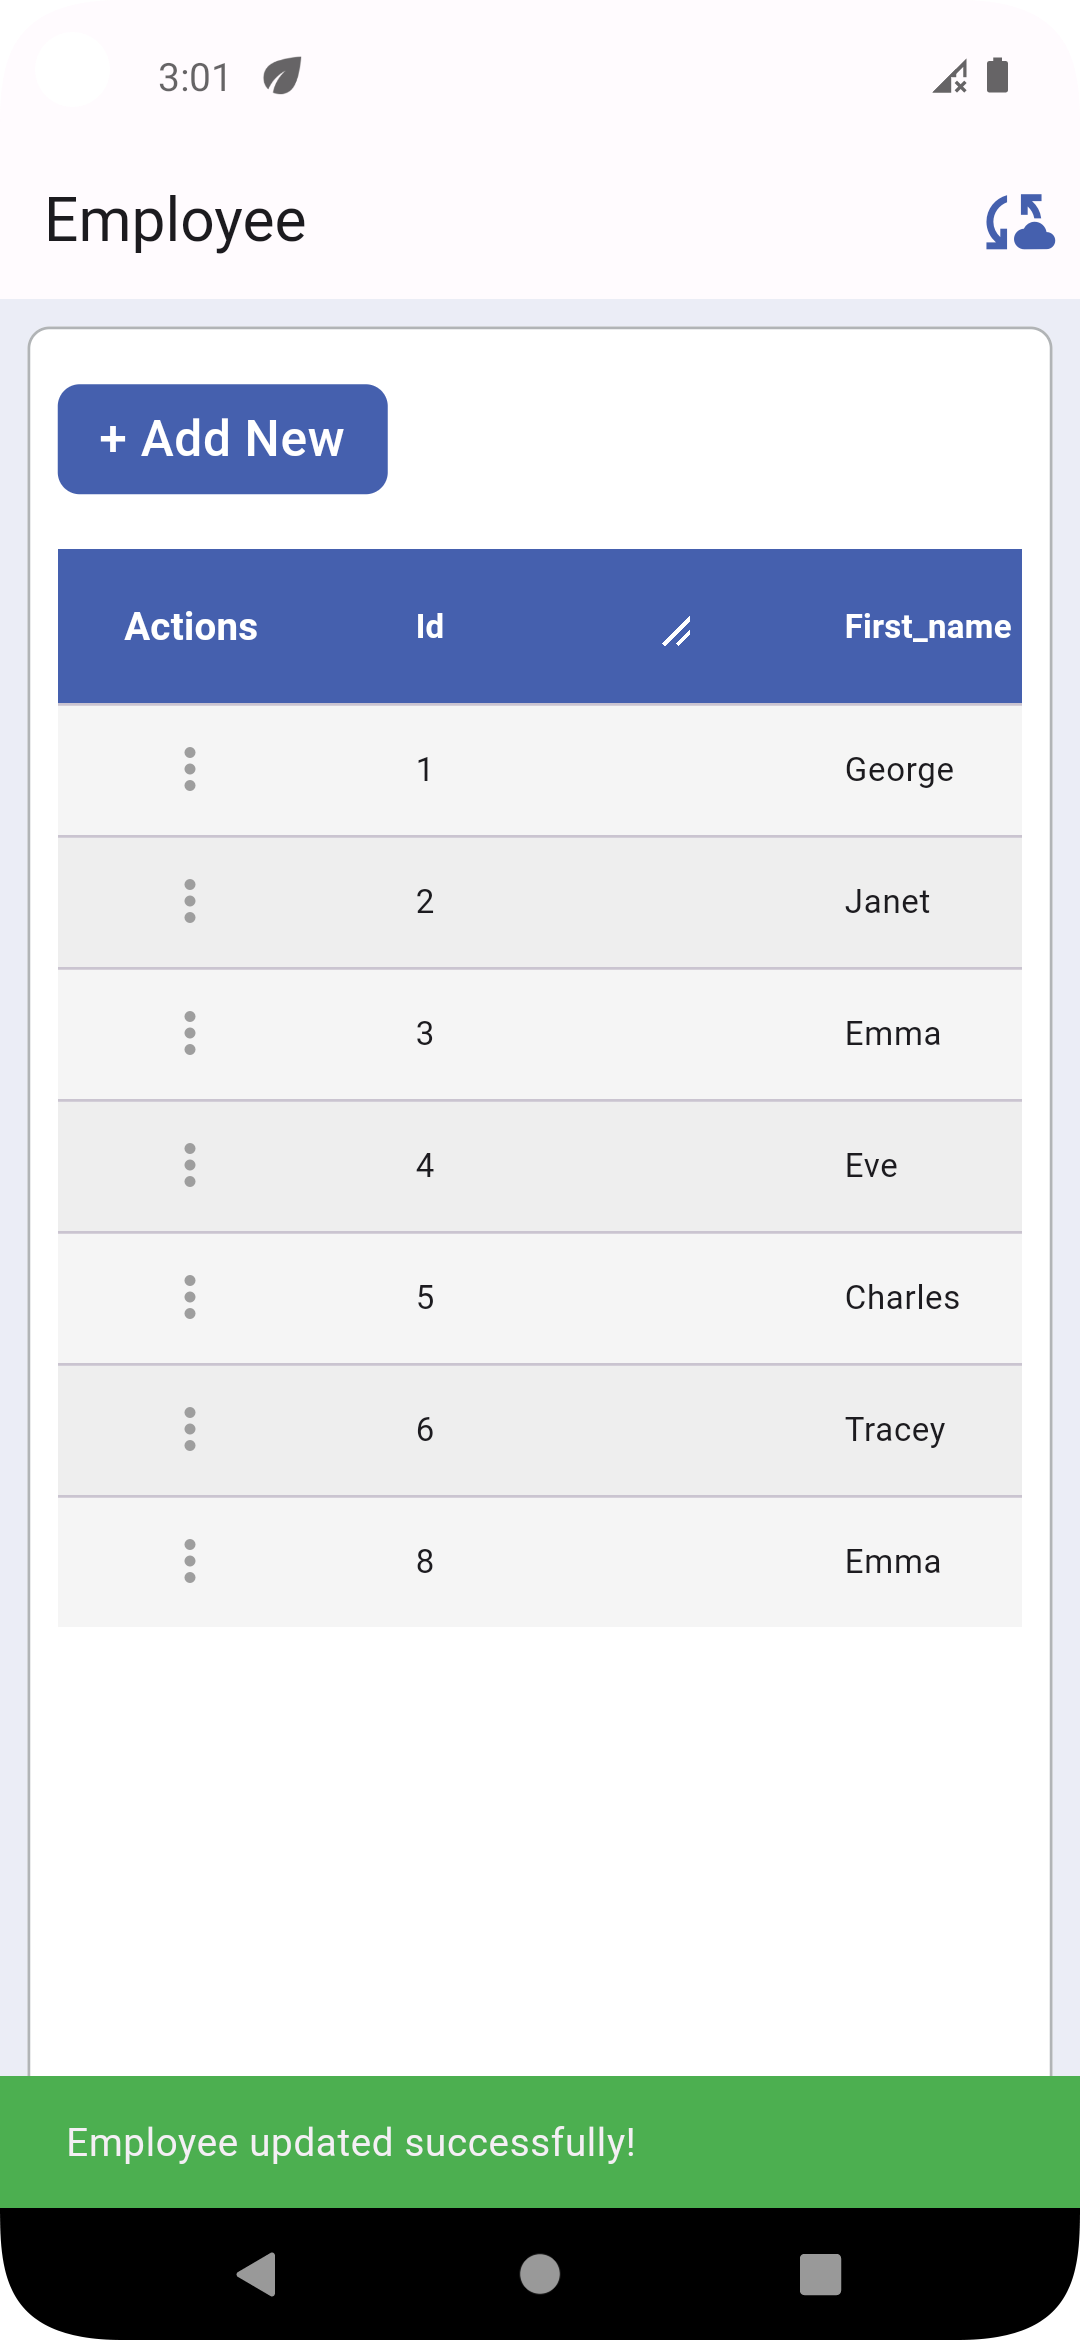 3:01
Employee
+ Add New
Actions Id First_name
1 George
2 Janet
3 Emma
4 Eve
5 Charles
6 Tracey
8 Emma
Employee updated successfully!